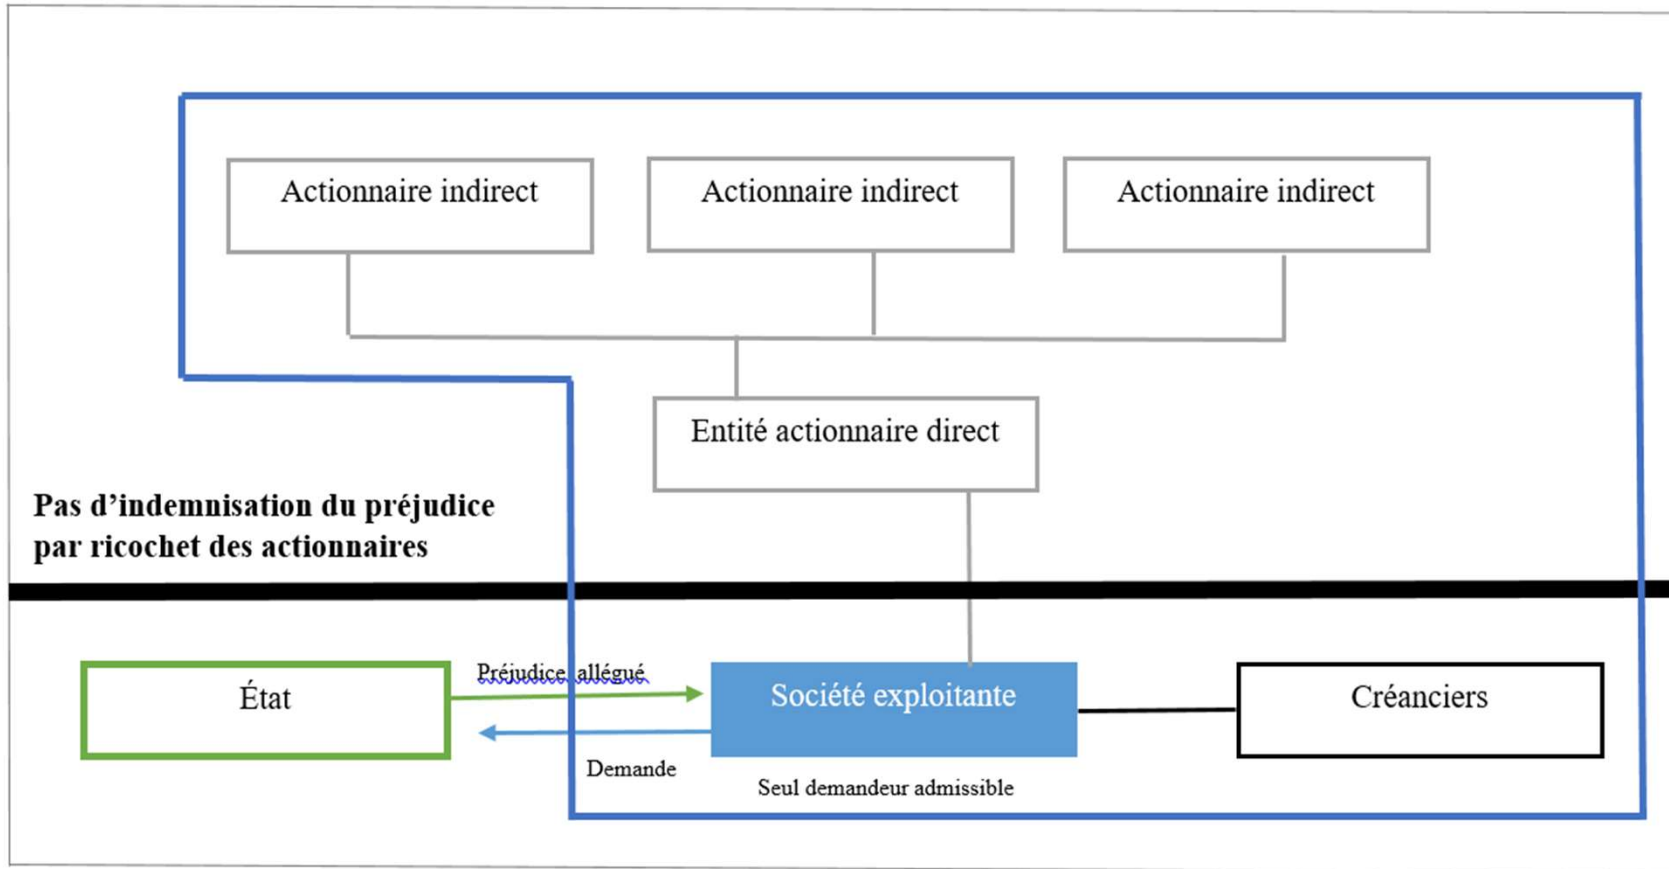 Actionnaire indirect
Actionnaire indirect
Actionnaire indirect
Entité actionnaire direct
Pas d’indemnisation du préjudice
par ricochet des actionnaires
État
Préjudice allégué
Société exploitante
Créanciers
Demande
Seul demandeur admissible